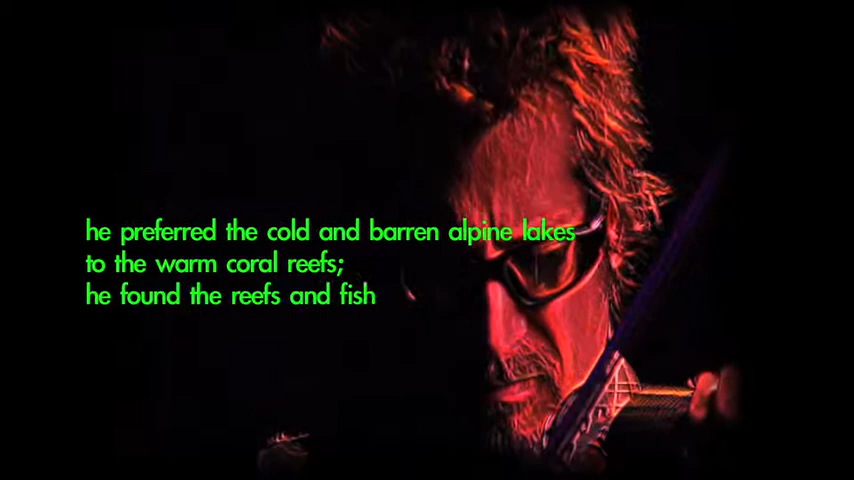 he preferred the cold and barren alpine lakes
to the warm coral reefs;
he found the reefs and fish